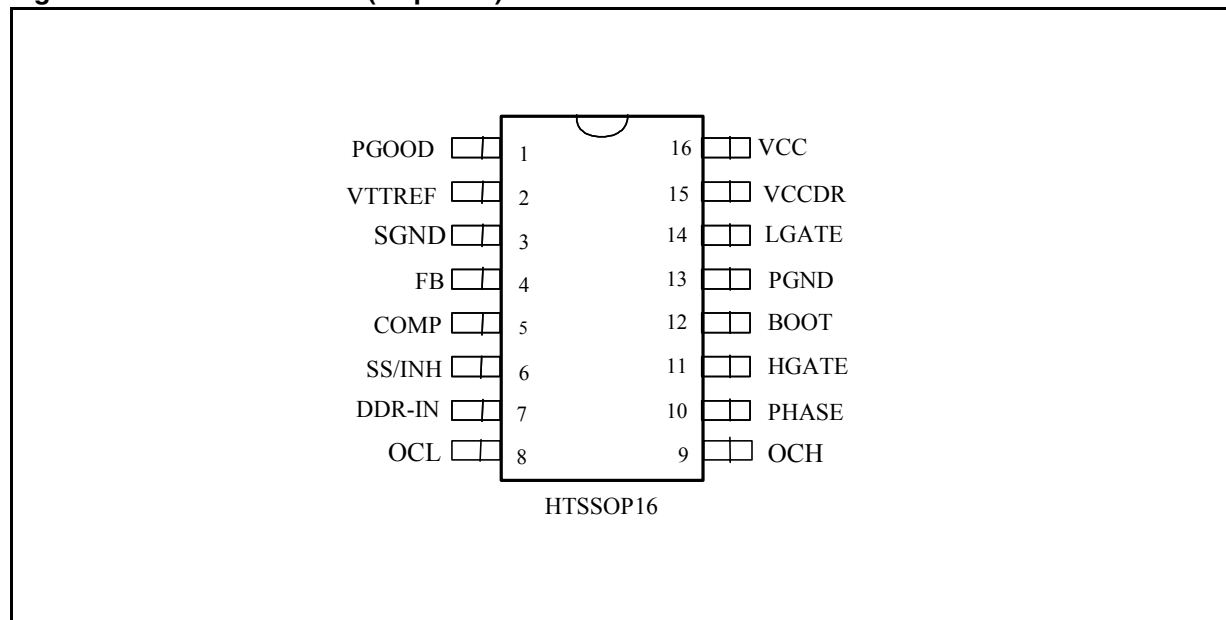 PGOOD 1 16 VCC
VTTREF 2 15 VCCDR
SGND 3 14 LGATE
FB 4 13 PGND
COMP 5 12 BOOT
SS/INH 6 11 HGATE
DDR-IN 7 10 PHASE
OCL 8 9 OCH
HTSSOP16